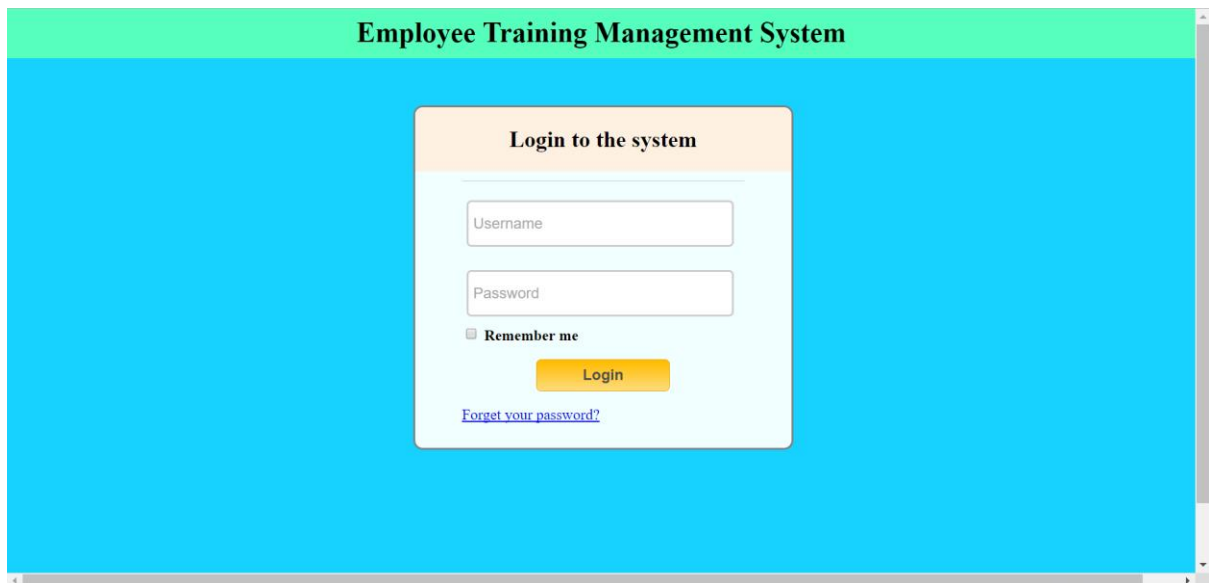 Employee Training Management System
Login to the system
Username
Password
Remember me
Login
Forget your password?